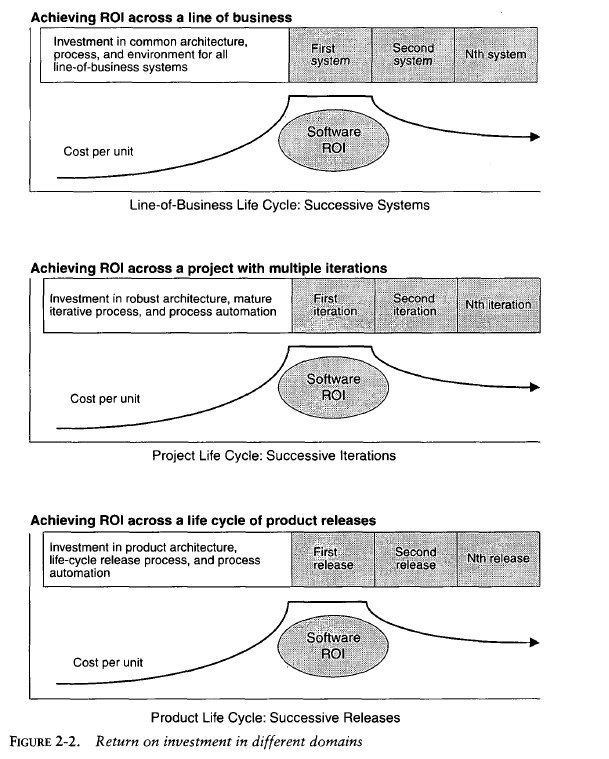 Achieving ROI across a line of business
Investment in common architecture,
process, and environment for all
line-of-business systems
First
system
Second
system
Nth system
Software
ROI
Cost per unit
Line-of-Business Life Cycle: Successive Systems
Achieving ROI across a project with multiple iterations
Investment in robust architecture, mature
iterative process, and process automation
First
iteration
Second
iteration
Nth iteration
Software
ROI
Cost per unit
Project Life Cycle: Successive Iterations
Achieving ROI across a life cycle of product releases
Investment in product architecture,
life-cycle release process, and process
automation
First
release
Second
release
Nth release
Software
ROI
Cost per unit
Product Life Cycle: Successive Releases
FIGURE 2-2. Return on investment in different domains